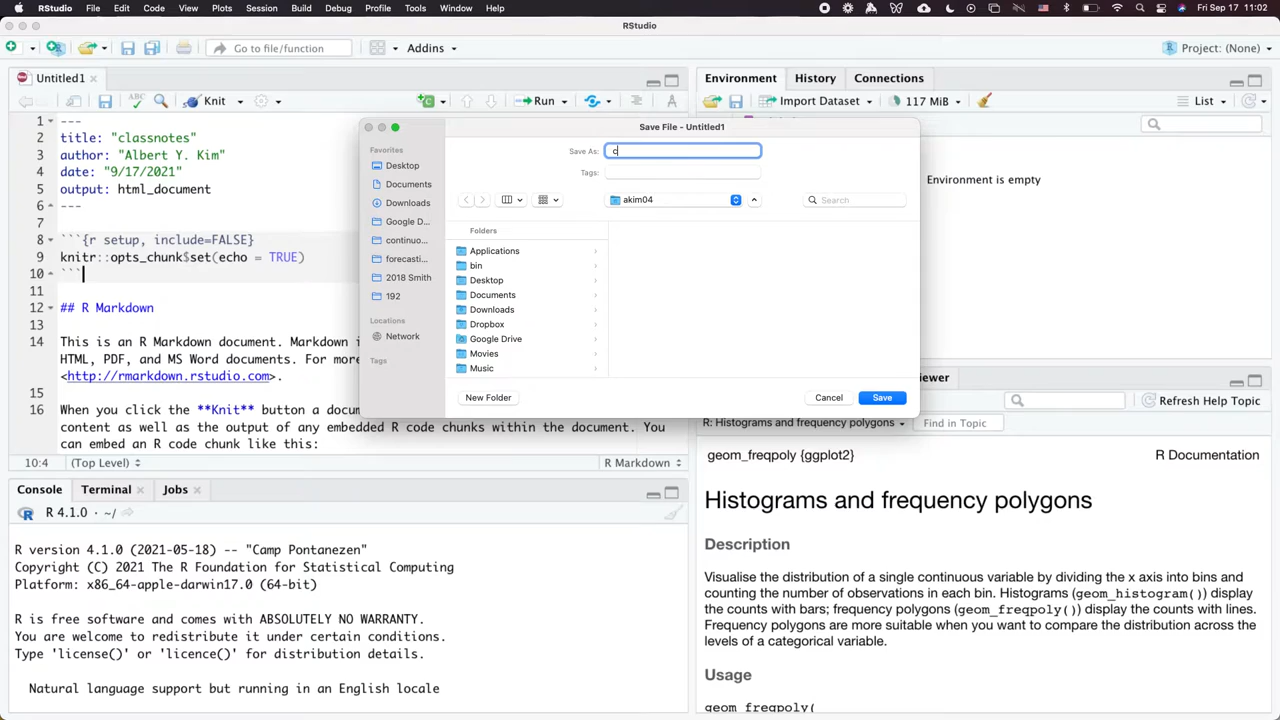 RStudio File Edit Code View Plots Session Build Debug Profile Tools Window Help Fri Sep 17 11:02
RStudio
Go to file/function Addins Project: (None)
Untitled1
Knit Run
1 ---
2 title: "classnotes"
3 author: "Albert Y. Kim"
4 date: "9/17/2021"
5 output: html_document
6 ---
7
8 ```{r setup, include=FALSE}
9 knitr::opts_chunk$set(echo = TRUE)
10 ```
11
12 ## R Markdown
13
14 This is an R Markdown document. Markdown i
HTML, PDF, and MS Word documents. For more
<http://rmarkdown.rstudio.com>.
15
16 When you click the **Knit** button a docum
content as well as the output of any embedded R code chunks within the document. You
can embed an R code chunk like this:
10:4 (Top Level) R Markdown
Save File - Untitled1
Save As: c
Tags:
akim04
Search
Favorites
Desktop
Documents
Downloads
Google D...
continuo...
forecasti...
2018 Smith
192
Locations
Network
Tags
Folders
Applications
bin
Desktop
Documents
Downloads
Dropbox
Google Drive
Movies
Music
New Folder Cancel Save
Environment History Connections
Import Dataset 117 MiB List
Environment is empty
ewer
Refresh Help Topic
R: Histograms and frequency polygons Find in Topic
geom_freqpoly {ggplot2} R Documentation
Histograms and frequency polygons
Description
Visualise the distribution of a single continuous variable by dividing the x axis into bins and
counting the number of observations in each bin. Histograms (geom_histogram()) display
the counts with bars; frequency polygons (geom_freqpoly()) display the counts with lines.
Frequency polygons are more suitable when you want to compare the distribution across the
levels of a categorical variable.
Usage
geom_freqpoly(
Console Terminal Jobs
R 4.1.0 · ~/
R version 4.1.0 (2021-05-18) -- "Camp Pontanezen"
Copyright (C) 2021 The R Foundation for Statistical Computing
Platform: x86_64-apple-darwin17.0 (64-bit)
R is free software and comes with ABSOLUTELY NO WARRANTY.
You are welcome to redistribute it under certain conditions.
Type 'license()' or 'licence()' for distribution details.
Natural language support but running in an English locale